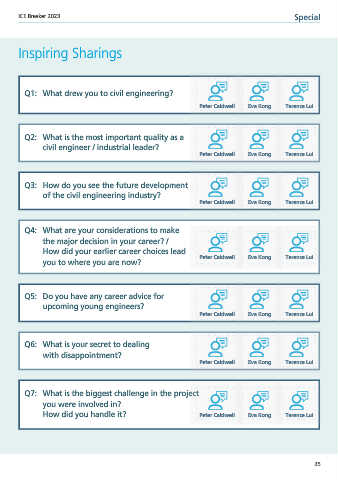 ICE Breaker 2023
Special
Inspiring Sharings
Q1: What drew you to civil engineering?
Peter Caldwell Eva Kong Terence Lui
Q2: What is the most important quality as a
civil engineer / industrial leader?
Peter Caldwell Eva Kong Terence Lui
Q3: How do you see the future development
of the civil engineering industry?
Peter Caldwell Eva Kong Terence Lui
Q4: What are your considerations to make
the major decision in your career? /
How did your earlier career choices lead
you to where you are now?
Peter Caldwell Eva Kong Terence Lui
Q5: Do you have any career advice for
upcoming young engineers?
Peter Caldwell Eva Kong Terence Lui
Q6: What is your secret to dealing
with disappointment?
Peter Caldwell Eva Kong Terence Lui
Q7: What is the biggest challenge in the project
you were involved in?
How did you handle it?
Peter Caldwell Eva Kong Terence Lui
35